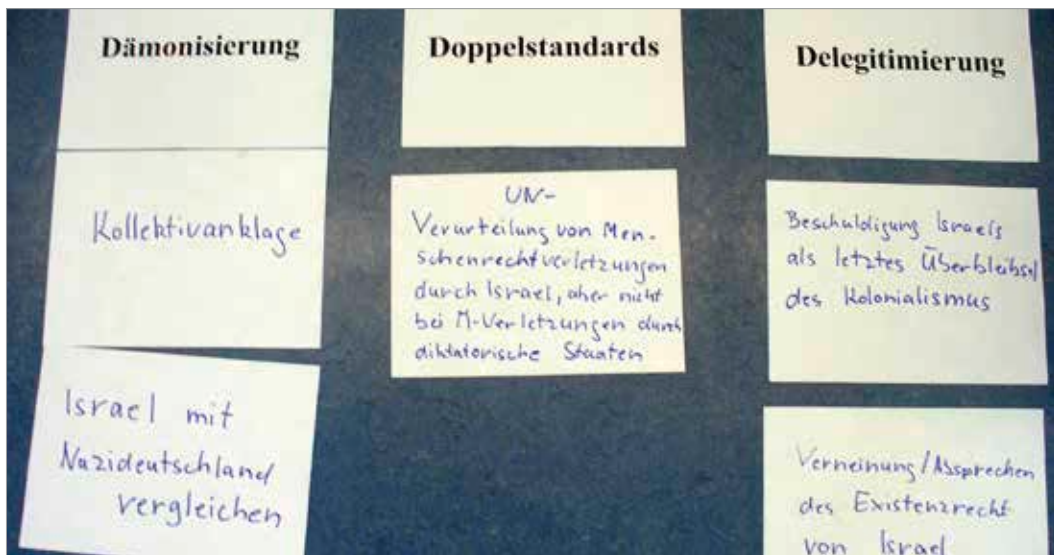 Dämonisierung
Kollektivanklage
Israel mit
Nazideutschland
vergleichen
Doppelstandards
UN-
Verurteilung von Men-
schenrechtverletzungen
durch Israel, aber nicht
bei M-Verletzungen durch
diktatorische Staaten
Delegitimierung
Beschuldigung Israels
als letztes Überbleibsel
des Kolonialismus
Verneinung/Assprechen
des Existenzrecht
von Israel